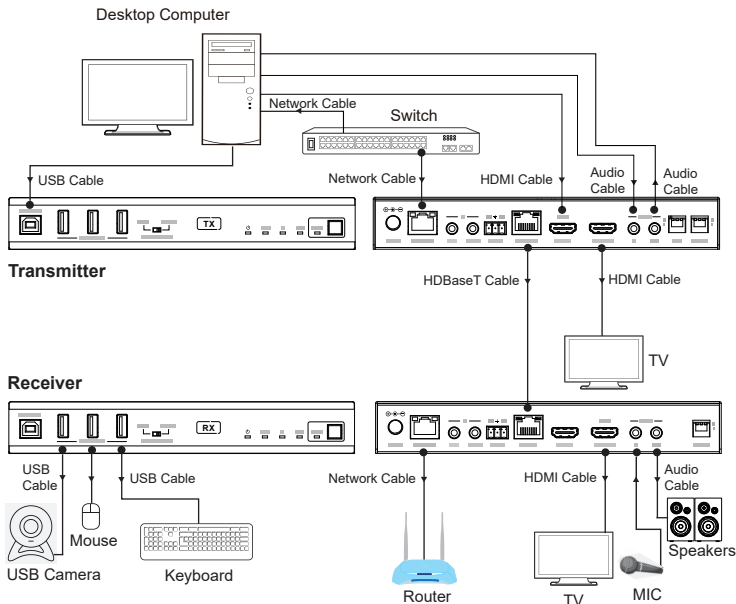 Desktop Computer
Network Cable
Switch
8888
USB Cable
Network Cable
HDMI Cable
Audio
Cable
Audio
Cable
TX
Transmitter
HDBaseT Cable
HDMI Cable
TV
Receiver
RX
USB
Cable
USB Cable
Network Cable
HDMI Cable
Audio
Cable
Mouse
Speakers
USB Camera
Keyboard
Router
TV
MIC